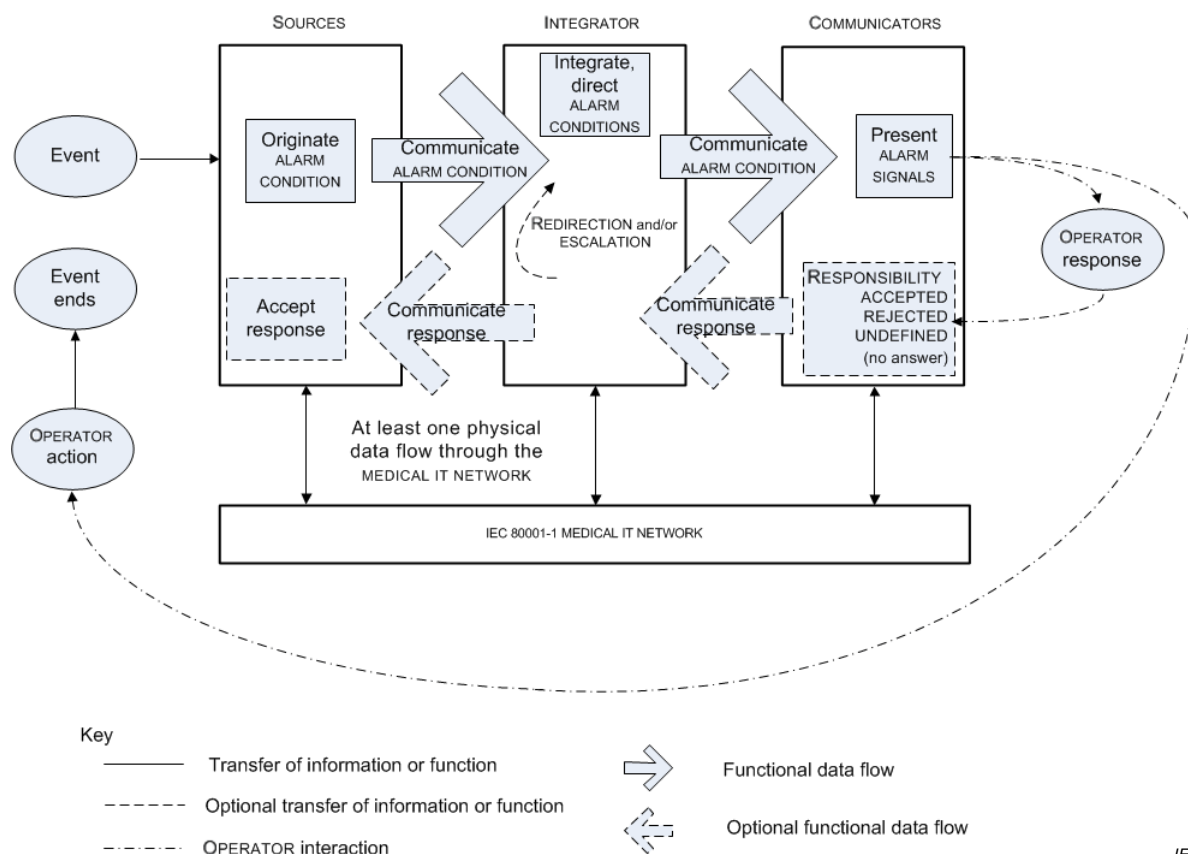 SOURCES
INTEGRATOR
COMMUNICATORS
Event
Originate
ALARM
CONDITION
Communicate
ALARM CONDITION
Integrate,
direct
ALARM
CONDITIONS
Communicate
ALARM CONDITION
Present
ALARM
SIGNALS
REDIRECTION and/or
ESCALATION
OPERATOR
response
Event
ends
Accept
response
Communicate
response
Communicate
response
RESPONSIBILITY
ACCEPTED
REJECTED
UNDEFINED
(no answer)
OPERATOR
action
At least one physical
data flow through the
MEDICAL IT NETWORK
IEC 80001-1 MEDICAL IT NETWORK
Key
Transfer of information or function
Functional data flow
Optional transfer of information or function
Optional functional data flow
OPERATOR interaction